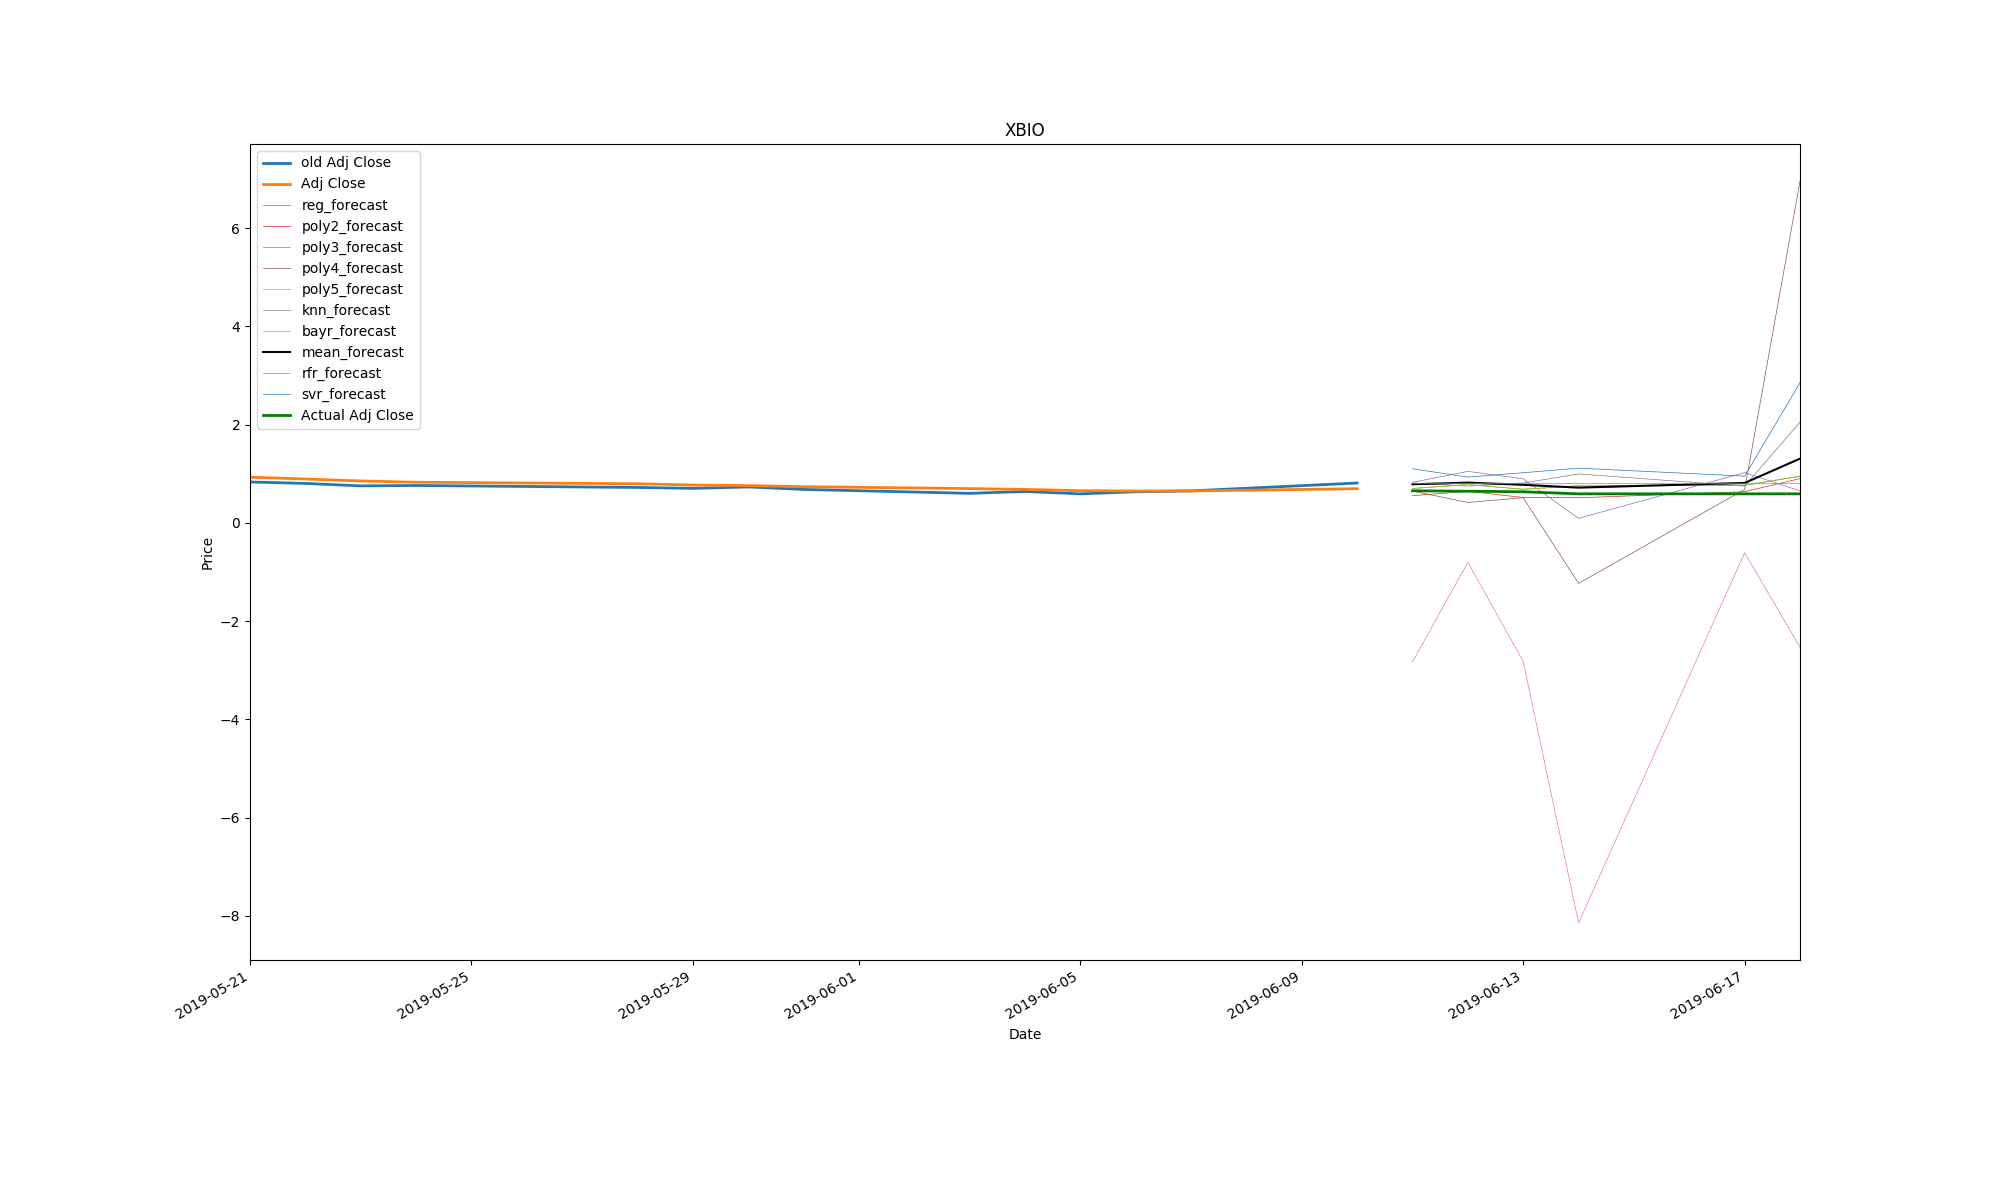 XBIO
old Adj Close
Adj Close
reg_forecast
poly2_forecast
poly3_forecast
poly4_forecast
poly5_forecast
knn_forecast
bayr_forecast
mean_forecast
rfr_forecast
svr_forecast
Actual Adj Close
6
4
2
0
−2
−4
−6
−8
Price
2019-05-21
2019-05-25
2019-05-29
2019-06-01
2019-06-05
2019-06-09
2019-06-13
2019-06-17
Date